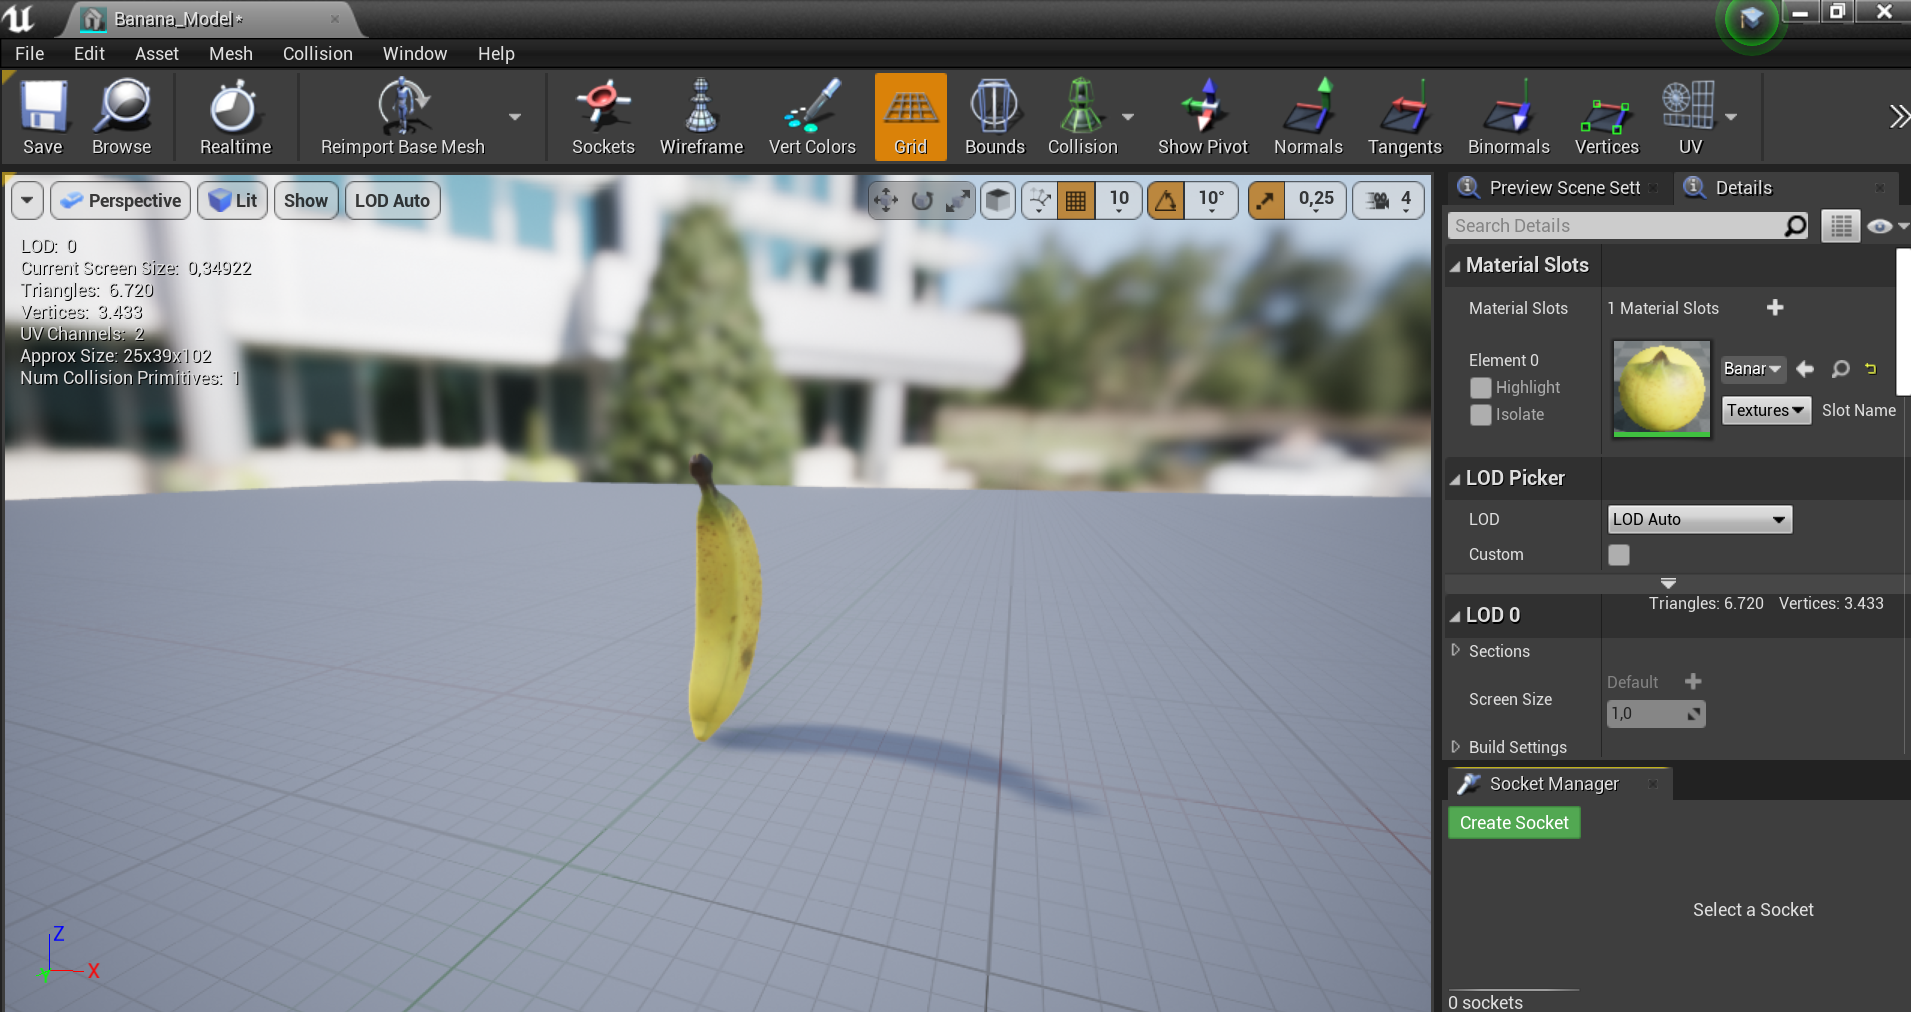 Banana_Model*
File Edit Asset Mesh Collision Window Help
Save Browse Realtime Reimport Base Mesh Sockets Wireframe Vert Colors Grid Bounds Collision Show Pivot Normals Tangents Binormals Vertices UV
Perspective Lit Show LOD Auto 10 10° 0,25 4
LOD: 0
Current Screen Size: 0,34922
Triangles: 6.720
Vertices: 3.433
UV Channels: 2
Approx Size: 25x39x102
Num Collision Primitives: 1
Z
Y X
Preview Scene Sett Details
Search Details
Material Slots
Material Slots 1 Material Slots
Element 0
Highlight
Isolate
Banar
Textures Slot Name
LOD Picker
LOD LOD Auto
Custom
LOD 0 Triangles: 6.720 Vertices: 3.433
Sections
Screen Size Default
1,0
Build Settings
Socket Manager
Create Socket
Select a Socket
0 sockets